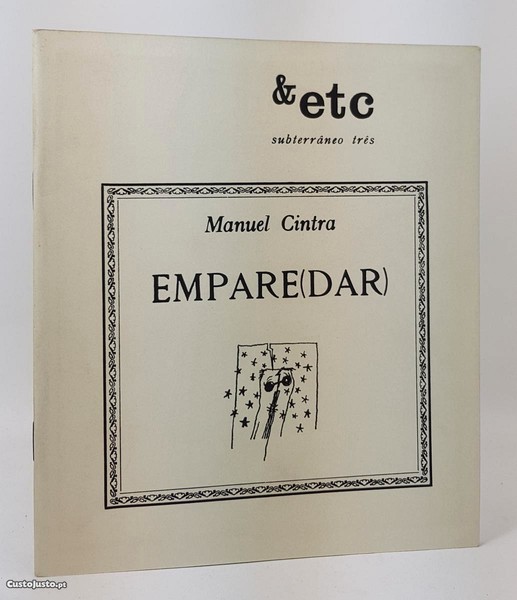 & etc
subterrâneo três
Manuel Cintra
EMPARE(DAR)
CustoJusto.pt